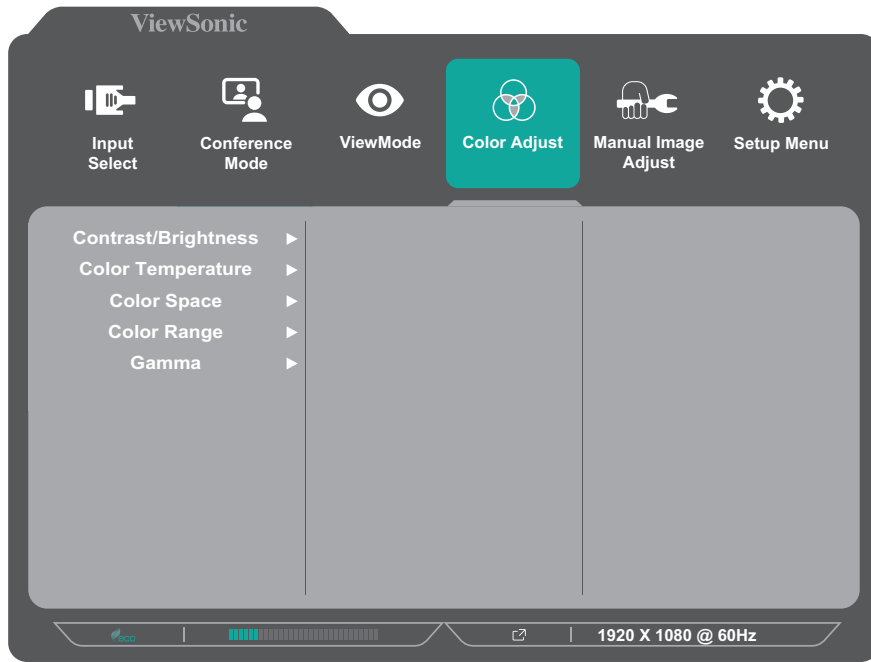 ViewSonic
Input
Select
Conference
Mode
ViewMode
Color Adjust
Manual Image
Adjust
Setup Menu
Contrast/Brightness
Color Temperature
Color Space
Color Range
Gamma
eco
1920 X 1080 @ 60Hz